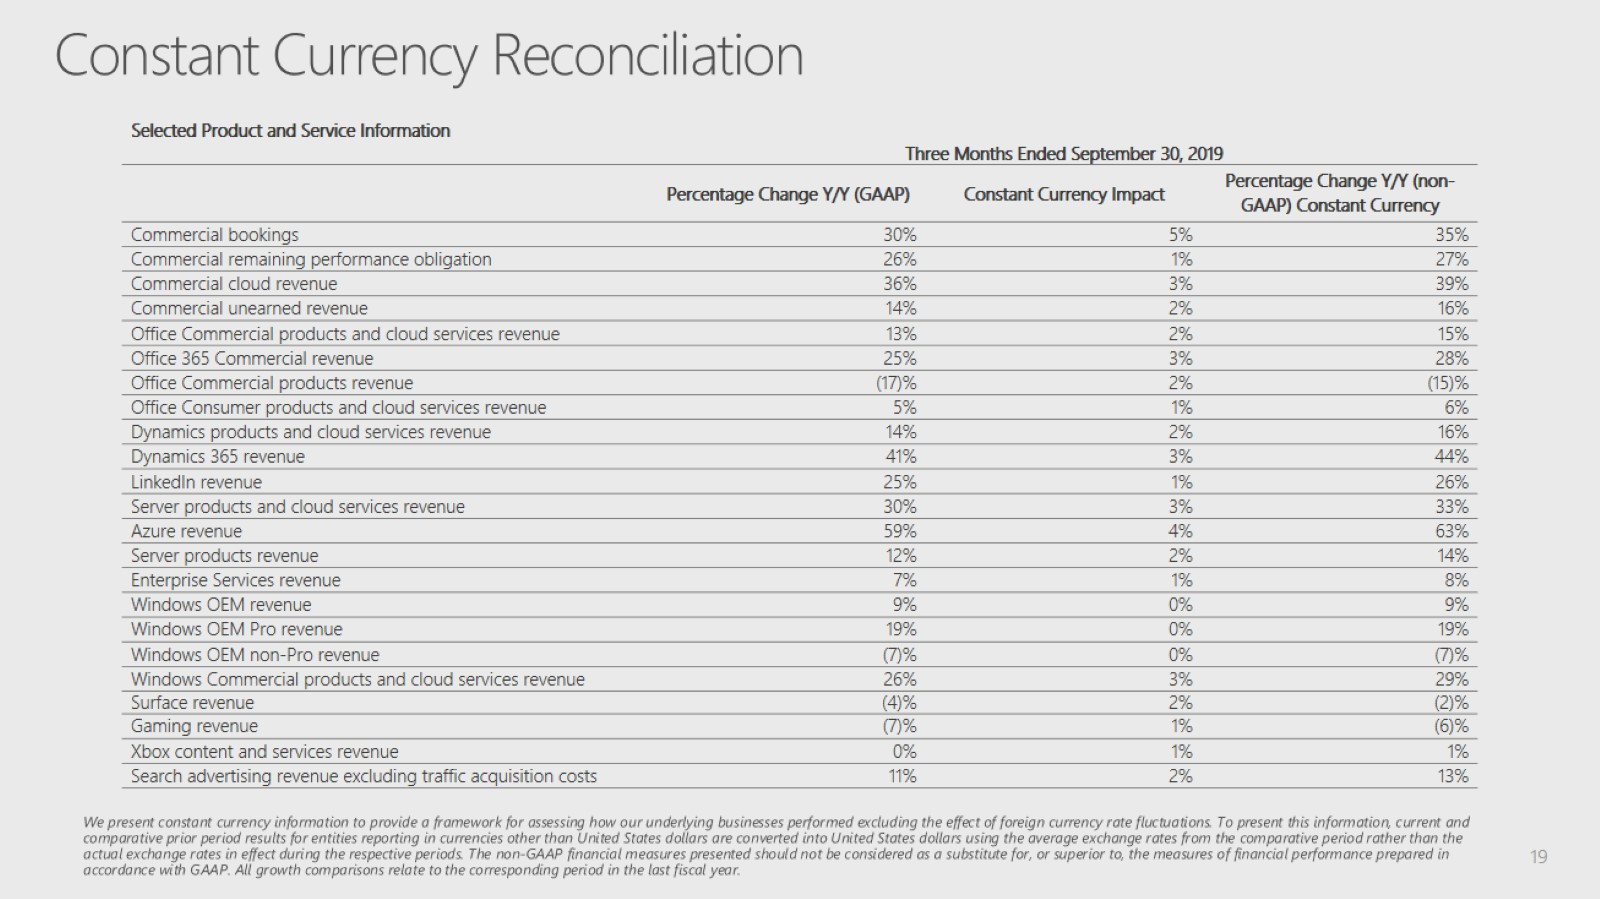 Constant Currency Reconciliation
Selected Product and Service Information
Three Months Ended September 30, 2019
Percentage Change Y/Y (GAAP) Constant Currency Impact Percentage Change Y/Y (non-
GAAP) Constant Currency
Commercial bookings 30% 5% 35%
Commercial remaining performance obligation 26% 1% 27%
Commercial cloud revenue 36% 3% 39%
Commercial unearned revenue 14% 2% 16%
Office Commercial products and cloud services revenue 13% 2% 15%
Office 365 Commercial revenue 25% 3% 28%
Office Commercial products revenue (17)% 2% (15)%
Office Consumer products and cloud services revenue 5% 1% 6%
Dynamics products and cloud services revenue 14% 2% 16%
Dynamics 365 revenue 41% 3% 44%
LinkedIn revenue 25% 1% 26%
Server products and cloud services revenue 30% 3% 33%
Azure revenue 59% 4% 63%
Server products revenue 12% 2% 14%
Enterprise Services revenue 7% 1% 8%
Windows OEM revenue 9% 0% 9%
Windows OEM Pro revenue 19% 0% 19%
Windows OEM non-Pro revenue (7)% 0% (7)%
Windows Commercial products and cloud services revenue 26% 3% 29%
Surface revenue (4)% 2% (2)%
Gaming revenue (7)% 1% (6)%
Xbox content and services revenue 0% 1% 1%
Search advertising revenue excluding traffic acquisition costs 11% 2% 13%
We present constant currency information to provide a framework for assessing how our underlying businesses performed excluding the effect of foreign currency rate fluctuations. To present this information, current and
comparative prior period results for entities reporting in currencies other than United States dollars are converted into United States dollars using the average exchange rates from the comparative period rather than the
actual exchange rates in effect during the respective periods. The non-GAAP financial measures presented should not be considered as a substitute for, or superior to, the measures of financial performance prepared in
accordance with GAAP. All growth comparisons relate to the corresponding period in the last fiscal year.
19